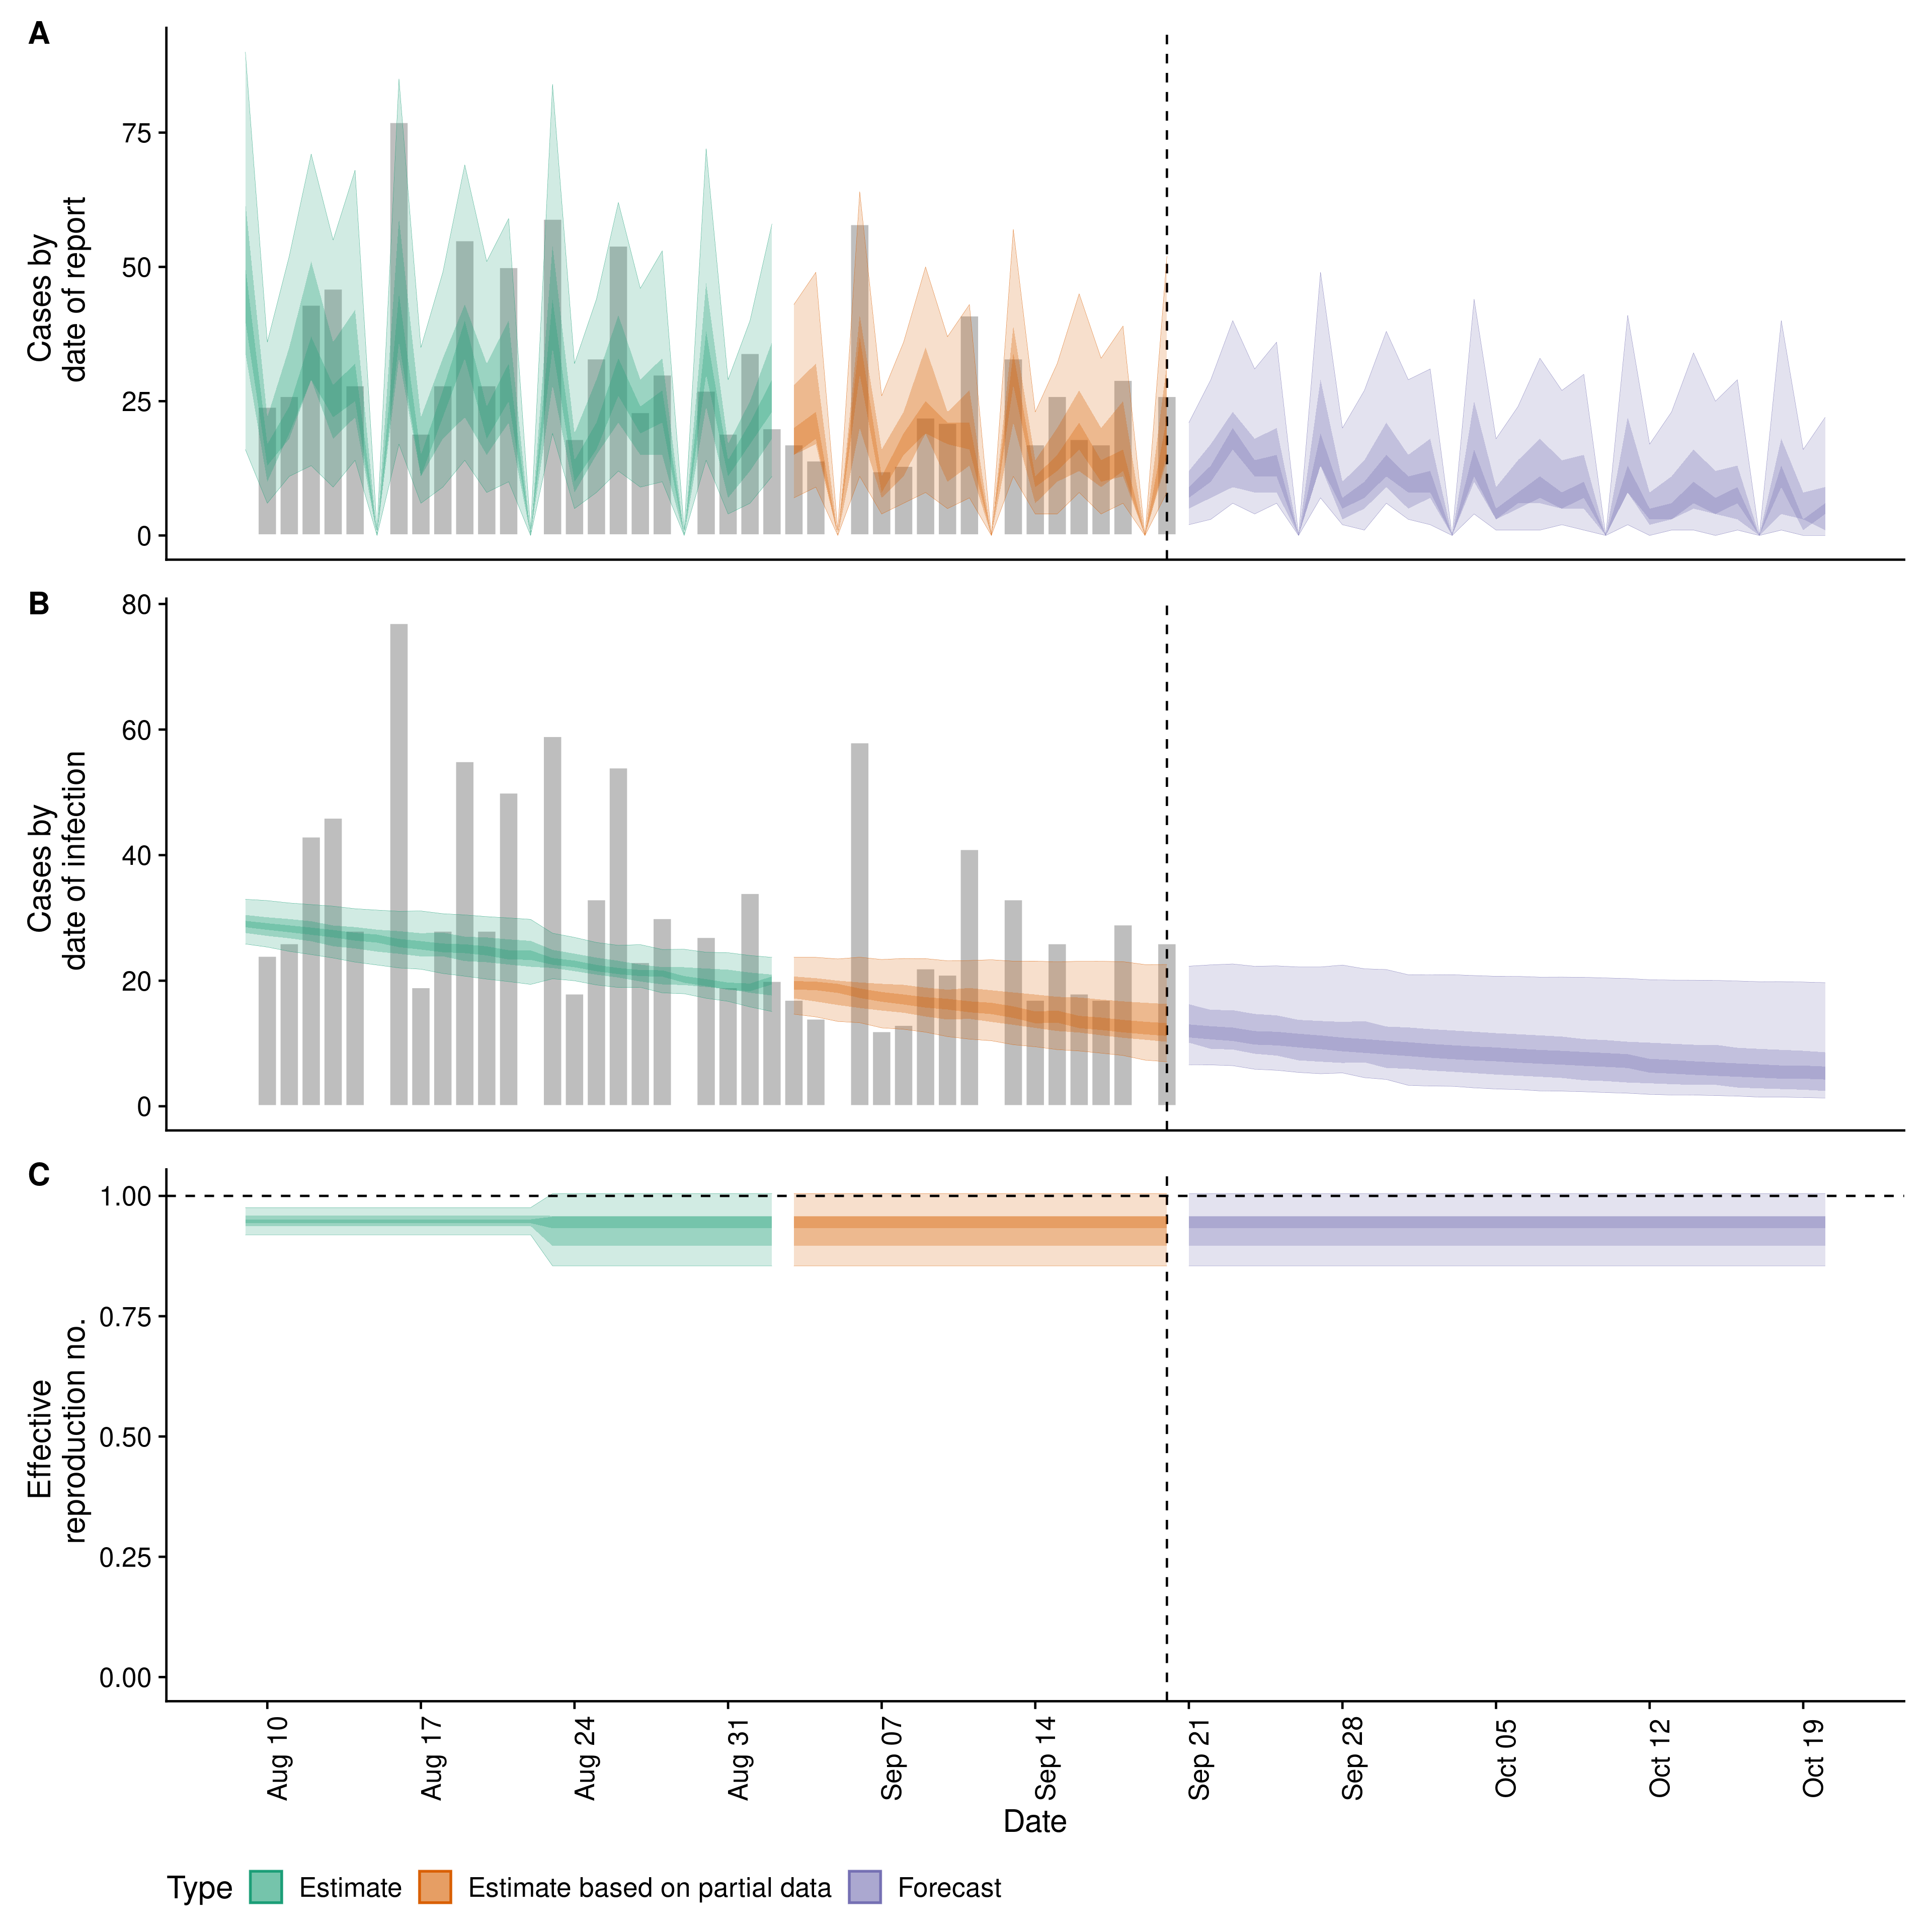 A
Cases by
date of report
75
50
25
0
B
Cases by
date of infection
80
60
40
20
0
C
Effective
reproduction no.
1.00
0.75
0.50
0.25
0.00
Aug 10
Aug 17
Aug 24
Aug 31
Sep 07
Sep 14
Sep 21
Sep 28
Oct 05
Oct 12
Oct 19
Date
Type Estimate Estimate based on partial data Forecast